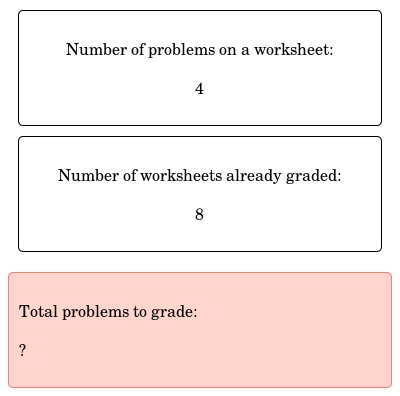 Number of problems on a worksheet:
4
Number of worksheets already graded:
8
Total problems to grade:
?